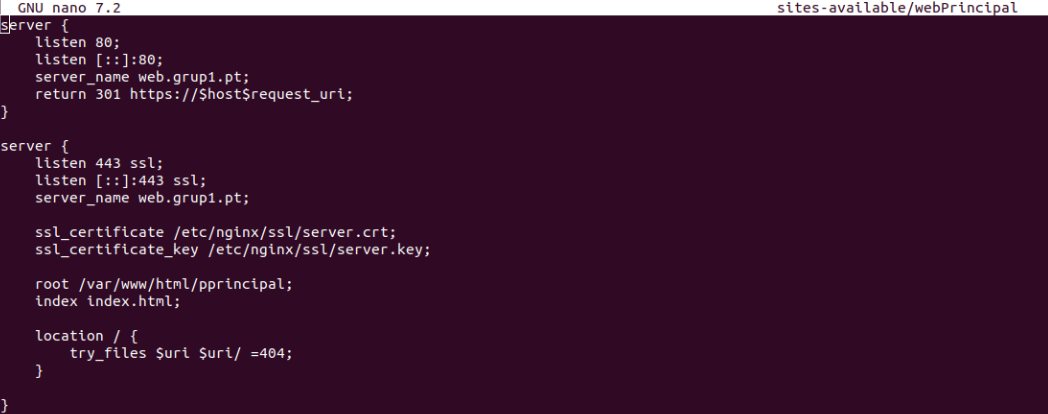 GNU nano 7.2 sites-available/webPrincipal
server {
    listen 80;
    listen [::]:80;
    server_name web.grup1.pt;
    return 301 https://$host$request_uri;
}

server {
    listen 443 ssl;
    listen [::]:443 ssl;
    server_name web.grup1.pt;

    ssl_certificate /etc/nginx/ssl/server.crt;
    ssl_certificate_key /etc/nginx/ssl/server.key;

    root /var/www/html/pprincipal;
    index index.html;

    location / {
        try_files $uri $uri/ =404;
    }

}